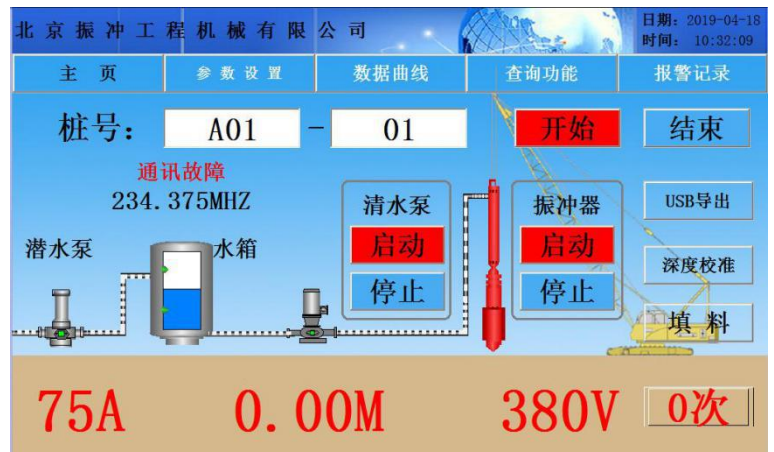 北京振冲工程机械有限公司
日期: 2019-04-18
时间: 10:32:09
主页 参数设置 数据曲线 查询功能 报警记录
桩号: A01 - 01 开始 结束
通讯故障
234.375MHZ
清水泵 振冲器 USB导出
潜水泵 水箱 启动 启动 深度校准
停止 停止 填料
75A 0.00M 380V 0次